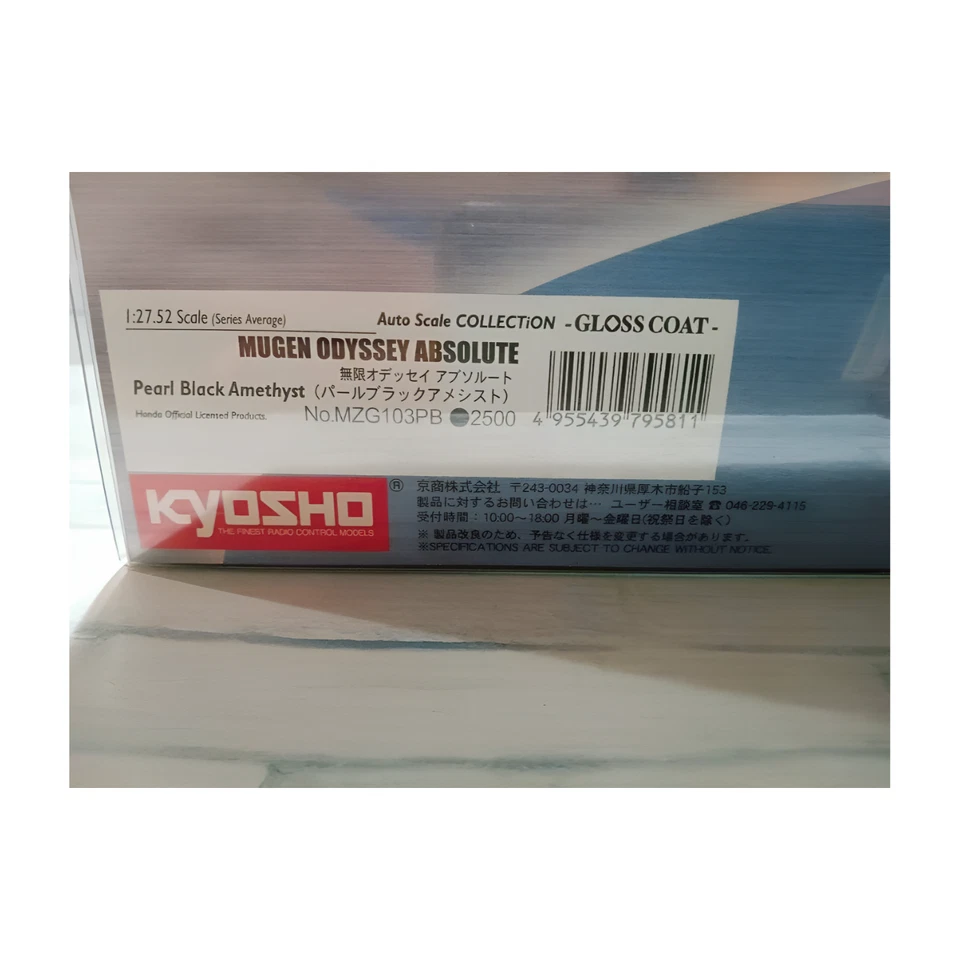 1:27.52 Scale (Series Average)
Auto Scale COLLECTiON -GLOSS COAT-
MUGEN ODYSSEY ABSOLUTE
無限オデッセイ アブソルート
Pearl Black Amethyst (パールブラックアメシスト)
Honda Official Licensed Products.
No.MZG103PB ●2500
4 955439 795811
KYOSHO ®
THE FINEST RADIO CONTROL MODELS
京商株式会社 〒243-0034 神奈川県厚木市船子153
製品に対するお問い合わせは… ユーザー相談室 ☎ 046-229-4115
受付時間：10:00～18:00 月曜～金曜日(祝祭日を除く)
※ 製品改良のため、予告なく仕様を変更する場合があります。
※SPECIFICATIONS ARE SUBJECT TO CHANGE WITHOUT NOTICE.